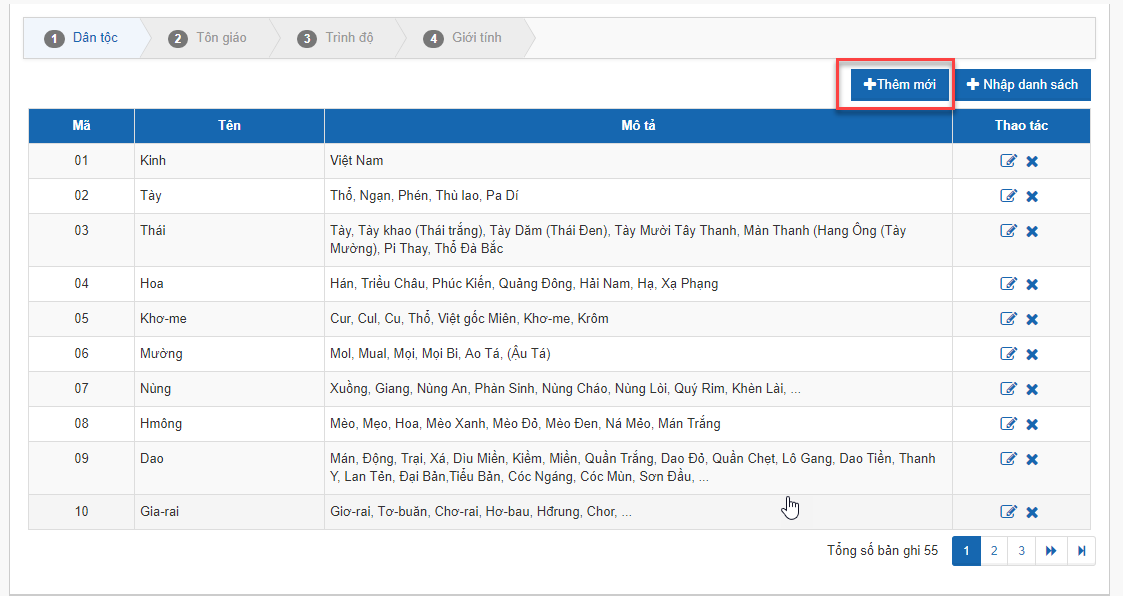 1 Dân tộc 2 Tôn giáo 3 Trình độ 4 Giới tính
Thêm mới Nhập danh sách
Mã Tên Mô tả Thao tác
01 Kinh Việt Nam
02 Tày Thổ, Ngạn, Phén, Thù lao, Pa Dí
03 Thái Tày, Tày khao (Thái trắng), Tày Dăm (Thái Đen), Tày Mười Tây Thanh, Màn Thanh (Hang Ông (Tày
Mường), Pi Thay, Thổ Đà Bắc
04 Hoa Hán, Triều Châu, Phúc Kiến, Quảng Đông, Hải Nam, Hạ, Xạ Phạng
05 Khơ-me Cur, Cul, Cu, Thổ, Việt gốc Miên, Khơ-me, Krôm
06 Mường Mol, Mual, Mọi, Mọi Bi, Ao Tá, (Ậu Tá)
07 Nùng Xuồng, Giang, Nùng An, Phàn Sinh, Nùng Cháo, Nùng Lòi, Quý Rim, Khèn Lài, ...
08 Hmông Mèo, Mẹo, Hoa, Mèo Xanh, Mèo Đỏ, Mèo Đen, Ná Mẻo, Mán Trắng
09 Dao Mán, Động, Trại, Xá, Dìu Miền, Kiềm, Miền, Quần Trắng, Dao Đỏ, Quần Chẹt, Lô Gang, Dao Tiền, Thanh
Y, Lan Tẻn, Đại Bản,Tiểu Bản, Cóc Ngáng, Cóc Mùn, Sơn Đầu, ...
10 Gia-rai Giơ-rai, Tơ-buăn, Chơ-rai, Hơ-bau, Hđrung, Chor, ...
Tổng số bản ghi 55 1 2 3